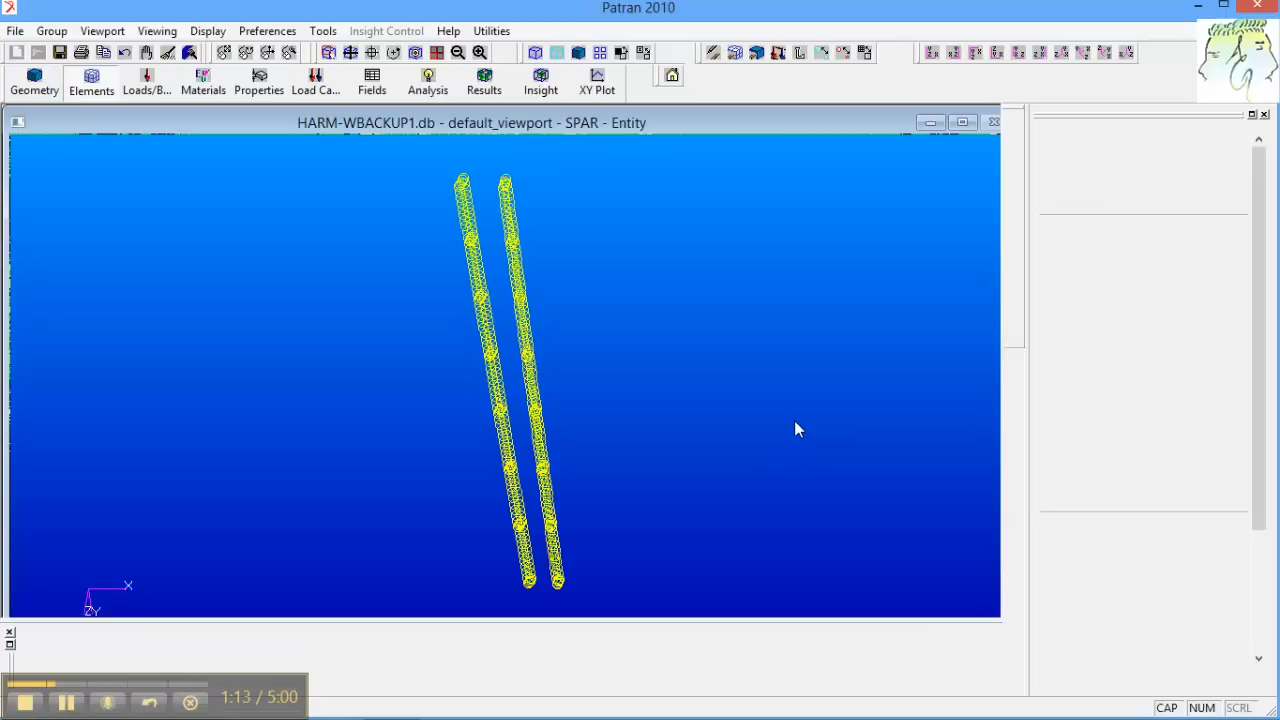 Patran 2010
File Group Viewport Viewing Display Preferences Tools Insight Control Help Utilities
Geometry Elements Loads/B... Materials Properties Load Ca... Fields Analysis Results Insight XY Plot
HARM-WBACKUP1.db - default_viewport - SPAR - Entity
X
ZY
1:13 / 5:00
CAP NUM SCRL